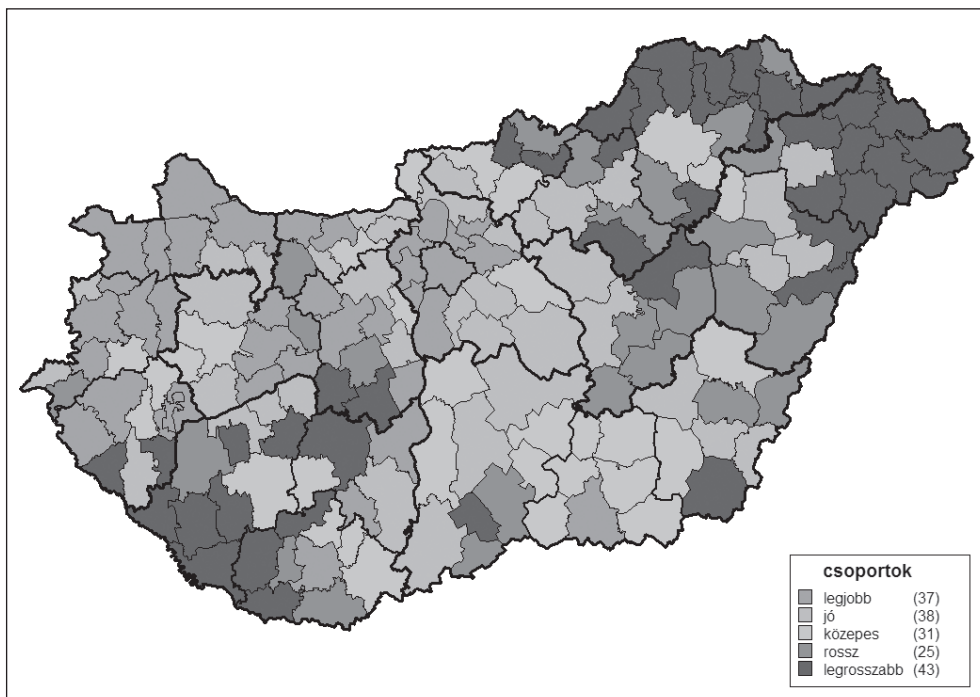 csoportok
legjobb (37)
jó (38)
közepes (31)
rossz (25)
legrosszabb (43)